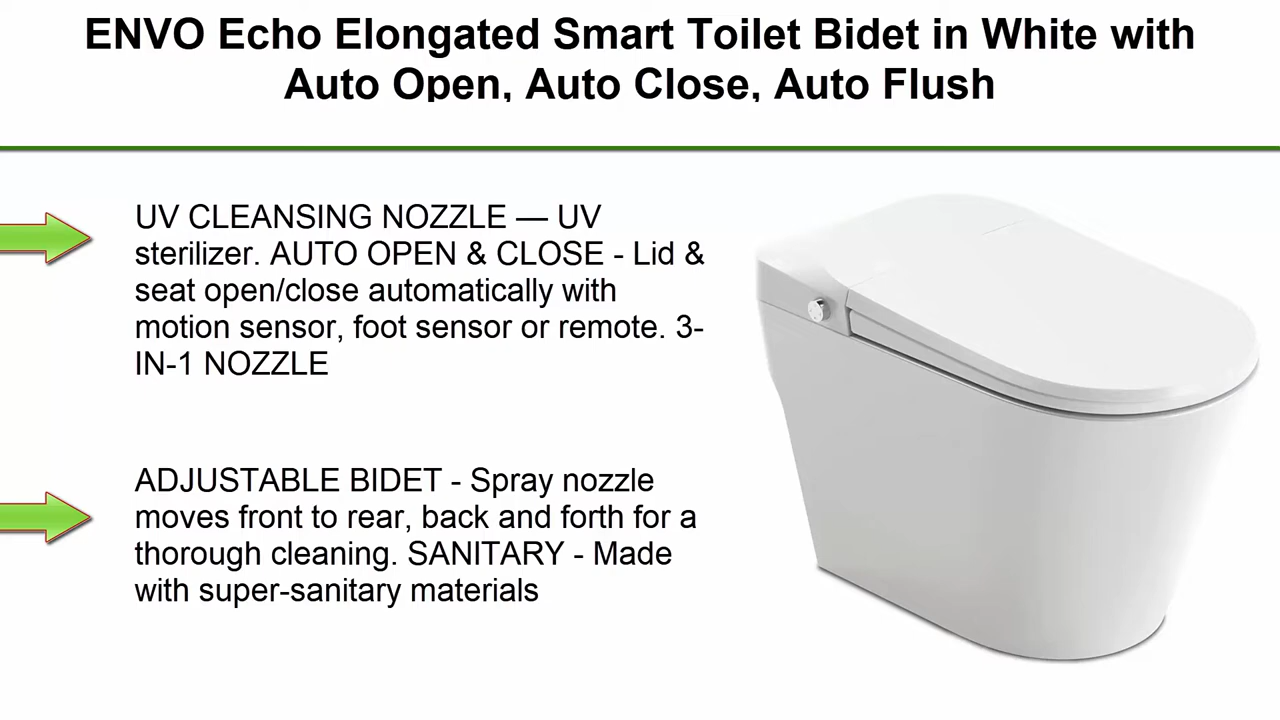 ENVO Echo Elongated Smart Toilet Bidet in White with
Auto Open, Auto Close, Auto Flush
UV CLEANSING NOZZLE — UV
sterilizer. AUTO OPEN & CLOSE - Lid &
seat open/close automatically with
motion sensor, foot sensor or remote. 3-
IN-1 NOZZLE
ADJUSTABLE BIDET - Spray nozzle
moves front to rear, back and forth for a
thorough cleaning. SANITARY - Made
with super-sanitary materials